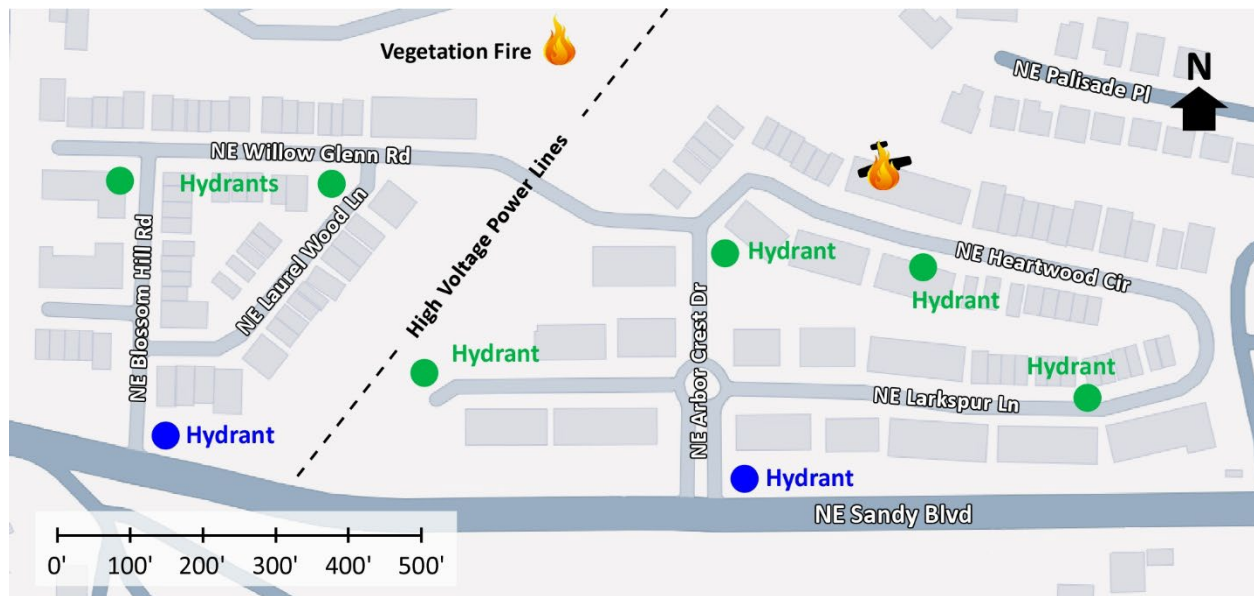 Vegetation Fire
N
NE Palisade Pl
NE Willow Glenn Rd
Hydrants
High Voltage Power Lines
NE Laurel Wood Ln
NE Blossom Hill Rd
Hydrant
NE Heartwood Cir
Hydrant
NE Arbor Crest Dr
Hydrant
Hydrant
NE Larkspur Ln
Hydrant
Hydrant
NE Sandy Blvd
0' 100' 200' 300' 400' 500'